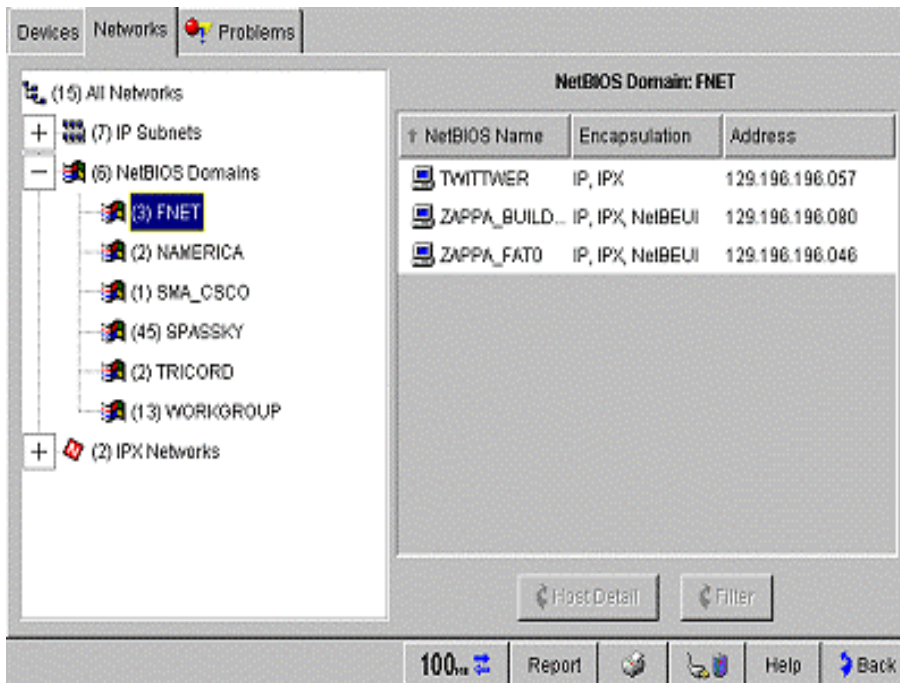 Devices Networks Problems
(15) All Networks
+ (7) IP Subnets
− (6) NetBIOS Domains
(3) FNET
(2) NAMERICA
(1) SMA_CSCO
(45) SPASSKY
(2) TRICORD
(13) WORKGROUP
+ (2) IPX Networks
NetBIOS Domain: FNET
↑ NetBIOS Name Encapsulation Address
TWITTWER IP, IPX 129.196.196.057
ZAPPA_BUILD... IP, IPX, NetBEUI 129.196.196.080
ZAPPA_FAT0 IP, IPX, NetBEUI 129.196.196.046
Host Detail Filter
100 Report Help Back